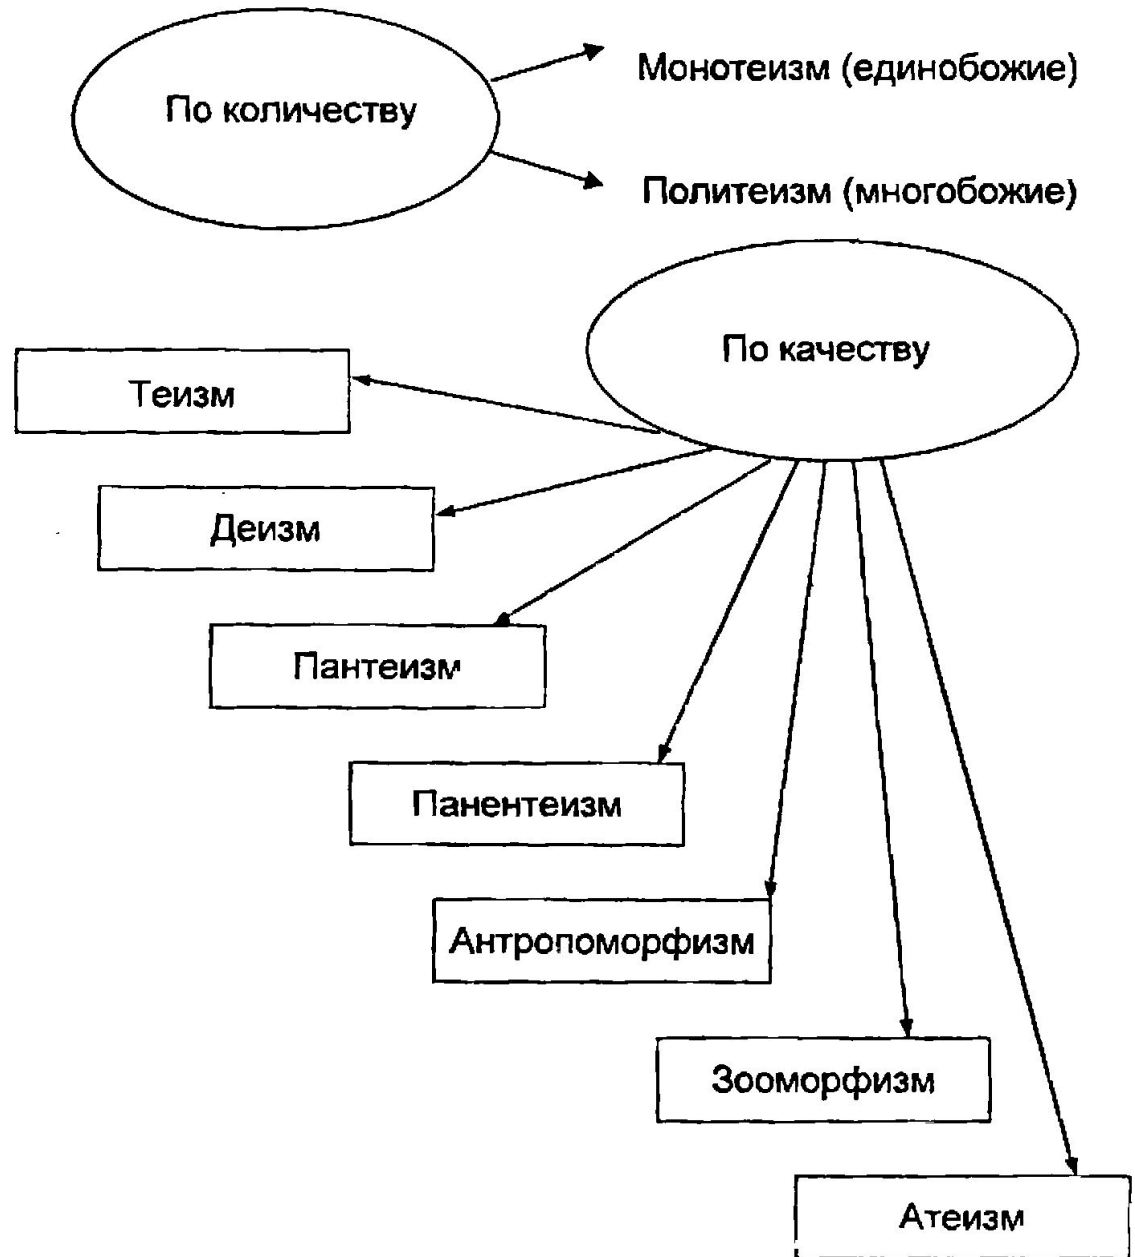 По количеству
Монотеизм (единобожие)
Политеизм (многобожие)
По качеству
Теизм
Деизм
Пантеизм
Панентеизм
Антропоморфизм
Зооморфизм
Атеизм